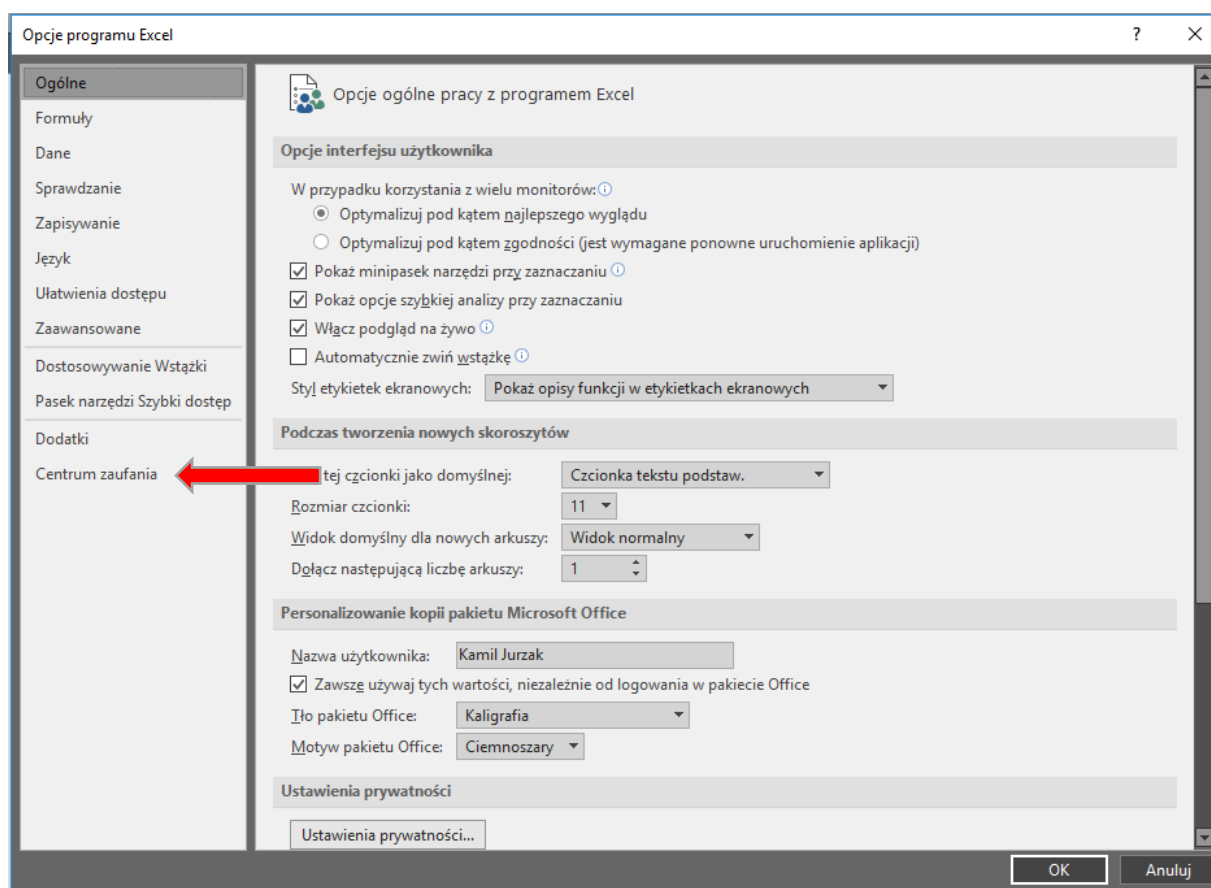 Opcje programu Excel
?
Ogólne
Formuły
Dane
Sprawdzanie
Zapisywanie
Język
Ułatwienia dostępu
Zaawansowane
Dostosowywanie Wstążki
Pasek narzędzi Szybki dostęp
Dodatki
Centrum zaufania
Opcje ogólne pracy z programem Excel
Opcje interfejsu użytkownika
W przypadku korzystania z wielu monitorów:
Optymalizuj pod kątem najlepszego wyglądu
Optymalizuj pod kątem zgodności (jest wymagane ponowne uruchomienie aplikacji)
Pokaż minipasek narzędzi przy zaznaczaniu
Pokaż opcje szybkiej analizy przy zaznaczaniu
Włącz podgląd na żywo
Automatycznie zwiń wstążkę
Styl etykietek ekranowych: Pokaż opisy funkcji w etykietkach ekranowych
Podczas tworzenia nowych skoroszytów
tej czcionki jako domyślnej: Czcionka tekstu podstaw.
Rozmiar czcionki: 11
Widok domyślny dla nowych arkuszy: Widok normalny
Dołącz następującą liczbę arkuszy: 1
Personalizowanie kopii pakietu Microsoft Office
Nazwa użytkownika: Kamil Jurzak
Zawsze używaj tych wartości, niezależnie od logowania w pakiecie Office
Tło pakietu Office: Kaligrafia
Motyw pakietu Office: Ciemnoszary
Ustawienia prywatności
Ustawienia prywatności...
OK Anuluj